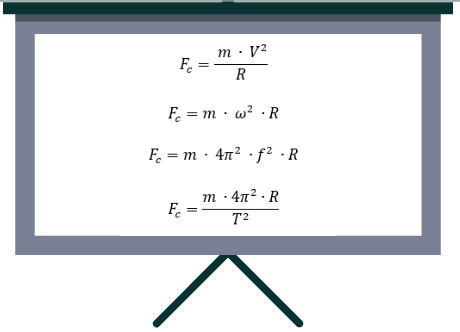 F_c = \frac{m \cdot V^2}{R}
F_c = m \cdot \omega^2 \cdot R
F_c = m \cdot 4\pi^2 \cdot f^2 \cdot R
F_c = \frac{m \cdot 4\pi^2 \cdot R}{T^2}